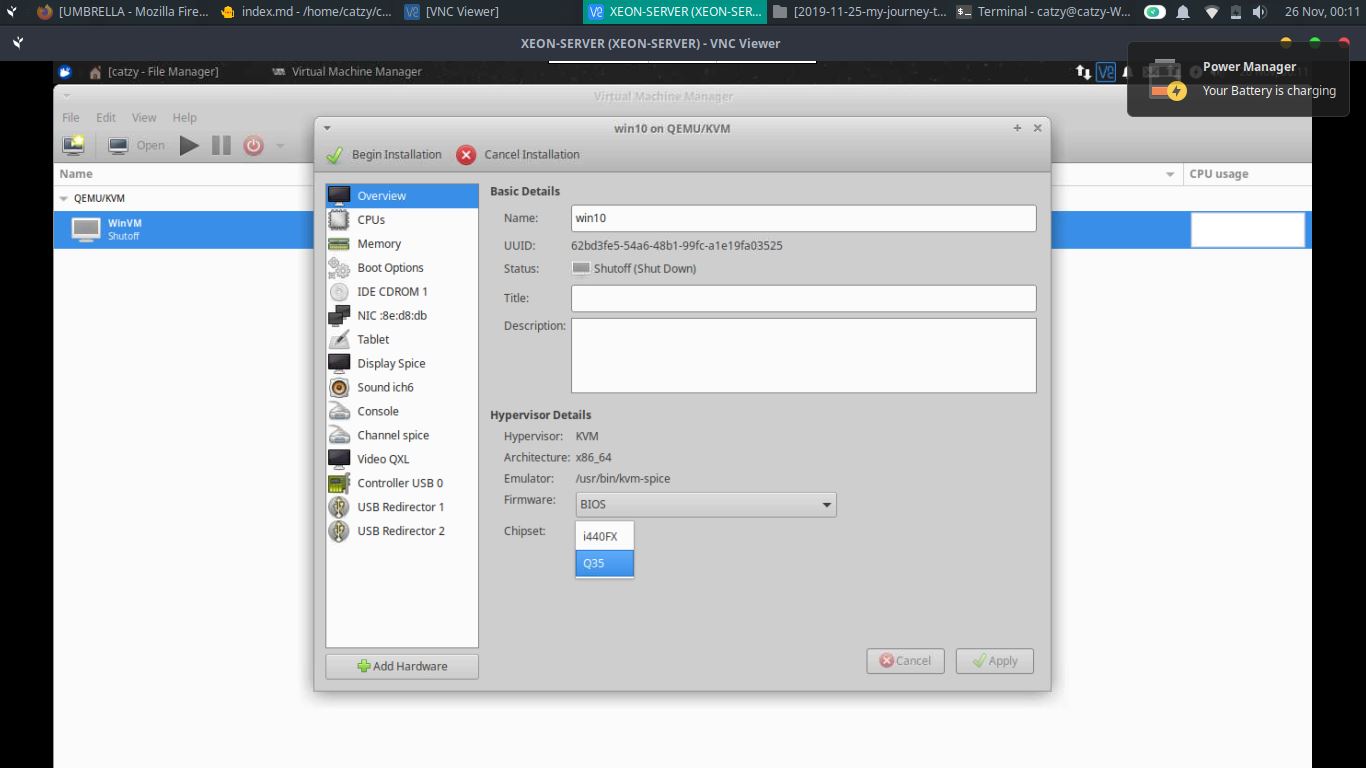 [UMBRELLA - Mozilla Fire...
index.md - /home/catzy/c...
[VNC Viewer]
XEON-SERVER (XEON-SER...
[2019-11-25-my-journey-t...
Terminal - catzy@catzy-W...
26 Nov, 00:11
XEON-SERVER (XEON-SERVER) - VNC Viewer
Power Manager
Your Battery is charging
[catzy - File Manager]
Virtual Machine Manager
Virtual Machine Manager
File Edit View Help
Open
Name
CPU usage
QEMU/KVM
WinVM
Shutoff
win10 on QEMU/KVM
Begin Installation
Cancel Installation
Overview
CPUs
Memory
Boot Options
IDE CDROM 1
NIC :8e:d8:db
Tablet
Display Spice
Sound ich6
Console
Channel spice
Video QXL
Controller USB 0
USB Redirector 1
USB Redirector 2
Add Hardware
Basic Details
Name: win10
UUID: 62bd3fe5-54a6-48b1-99fc-a1e19fa03525
Status: Shutoff (Shut Down)
Title:
Description:
Hypervisor Details
Hypervisor: KVM
Architecture: x86_64
Emulator: /usr/bin/kvm-spice
Firmware: BIOS
Chipset:
i440FX
Q35
Cancel
Apply